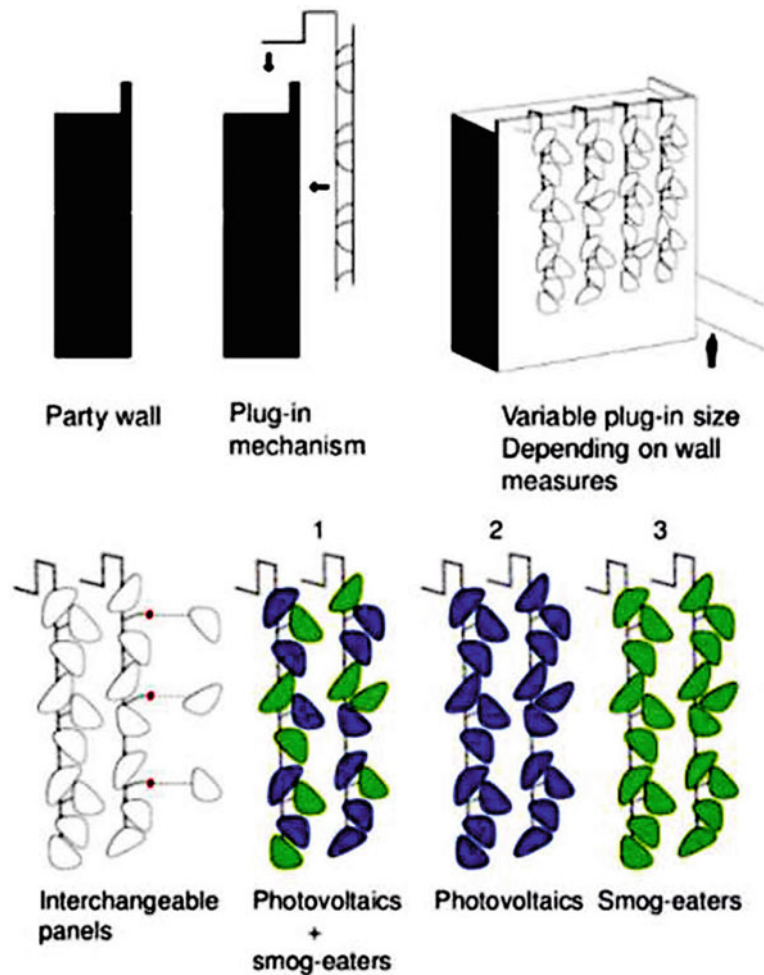 Party wall
Plug-in
mechanism
Variable plug-in size
Depending on wall
measures
1
2
3
Interchangeable
panels
Photovoltaics
+
smog-eaters
Photovoltaics
Smog-eaters